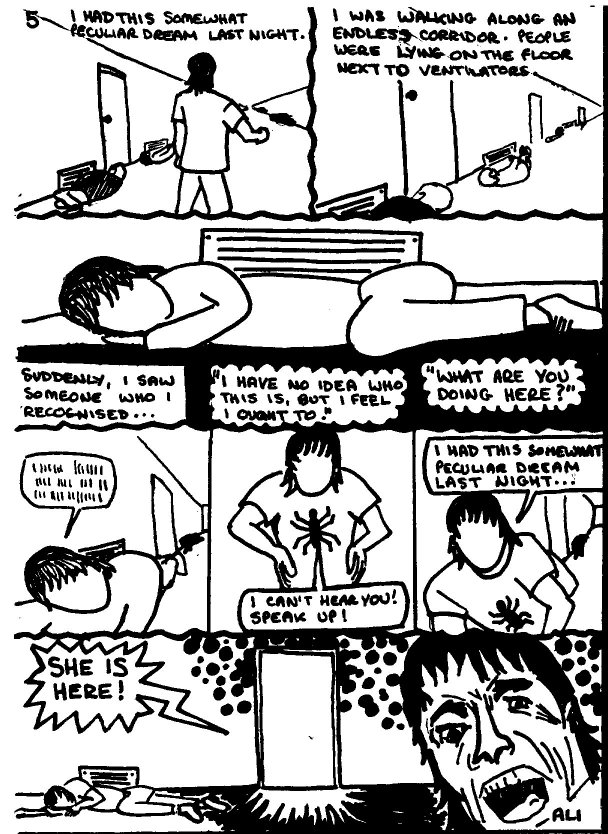 5
I HAD THIS SOMEWHAT
PECULIAR DREAM LAST NIGHT.
I WAS WALKING ALONG AN
ENDLESS CORRIDOR. PEOPLE
WERE LYING ON THE FLOOR
NEXT TO VENTILATORS.
SUDDENLY, I SAW
SOMEONE WHO I
RECOGNISED...
"I HAVE NO IDEA WHO
THIS IS, BUT I FEEL
I OUGHT TO."
"WHAT ARE YOU
DOING HERE?"
I CAN'T HEAR YOU!
SPEAK UP!
I HAD THIS SOMEWHAT
PECULIAR DREAM
LAST NIGHT...
SHE IS
HERE!
ALI